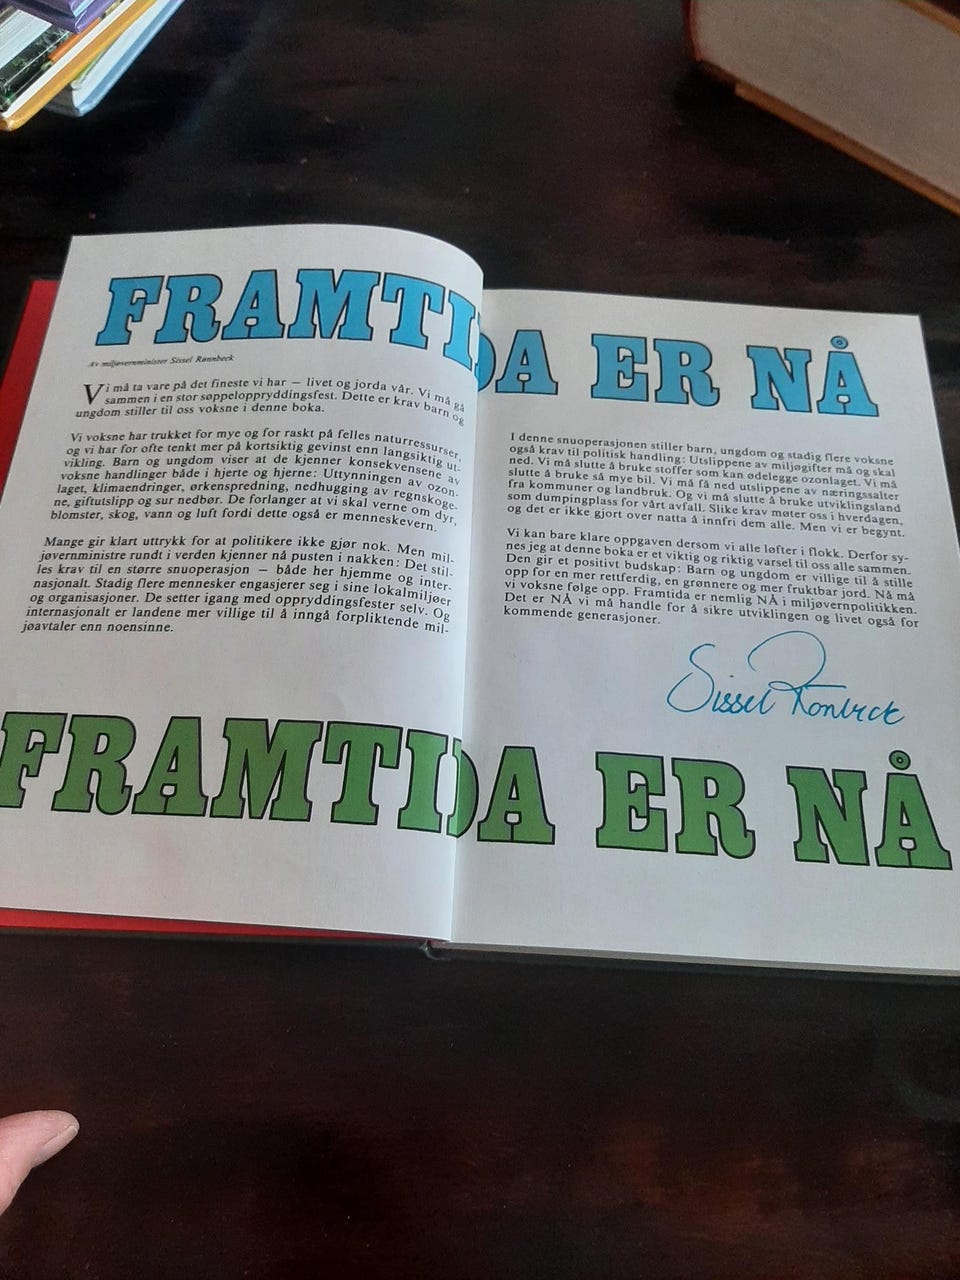 FRAMTIDA ER NÅ
Av miljøvernminister Sissel Rønnbeck
Vi må ta vare på det fineste vi har — livet og jorda vår. Vi må gå
sammen i en stor søppeloppryddingsfest. Dette er krav barn og
ungdom stiller til oss voksne i denne boka.
Vi voksne har trukket for mye og for raskt på felles naturressurser,
og vi har for ofte tenkt mer på kortsiktig gevinst enn langsiktig ut-
vikling. Barn og ungdom viser at de kjenner konsekvensene av
voksne handlinger både i hjerte og hjerne: Uttynningen av ozon-
laget, klimaendringer, ørkenspredning, nedhugging av regnskoge-
ne, giftutslipp og sur nedbør. De forlanger at vi skal verne om dyr,
blomster, skog, vann og luft fordi dette også er menneskevern.
Mange gir klart uttrykk for at politikere ikke gjør nok. Men mil-
jøvernministre rundt i verden kjenner nå pusten i nakken: Det stil-
les krav til en større snuoperasjon — både her hjemme og inter-
nasjonalt. Stadig flere mennesker engasjerer seg i sine lokalmiljøer
og organisasjoner. De setter igang med oppryddingsfester selv. Og
internasjonalt er landene mer villige til å inngå forpliktende mil-
jøavtaler enn noensinne.
I denne snuoperasjonen stiller barn, ungdom og stadig flere voksne
også krav til politisk handling: Utslippene av miljøgifter må og skal
ned. Vi må slutte å bruke stoffer som kan ødelegge ozonlaget. Vi må
slutte å bruke så mye bil. Vi må få ned utslippene av næringssalter
fra kommuner og landbruk. Og vi må slutte å bruke utviklingsland
som dumpingplass for vårt avfall. Slike krav møter oss i hverdagen,
og det er ikke gjort over natta å innfri dem alle. Men vi er begynt.
Vi kan bare klare oppgaven dersom vi alle løfter i flokk. Derfor sy-
nes jeg at denne boka er et viktig og riktig varsel til oss alle sammen.
Den gir et positivt budskap: Barn og ungdom er villige til å stille
opp for en mer rettferdig, en grønnere og mer fruktbar jord. Nå må
vi voksne følge opp. Framtida er nemlig NÅ i miljøvernpolitikken.
Det er NÅ vi må handle for å sikre utviklingen og livet også for
kommende generasjoner.
Sissel Rønbeck
FRAMTIDA ER NÅ